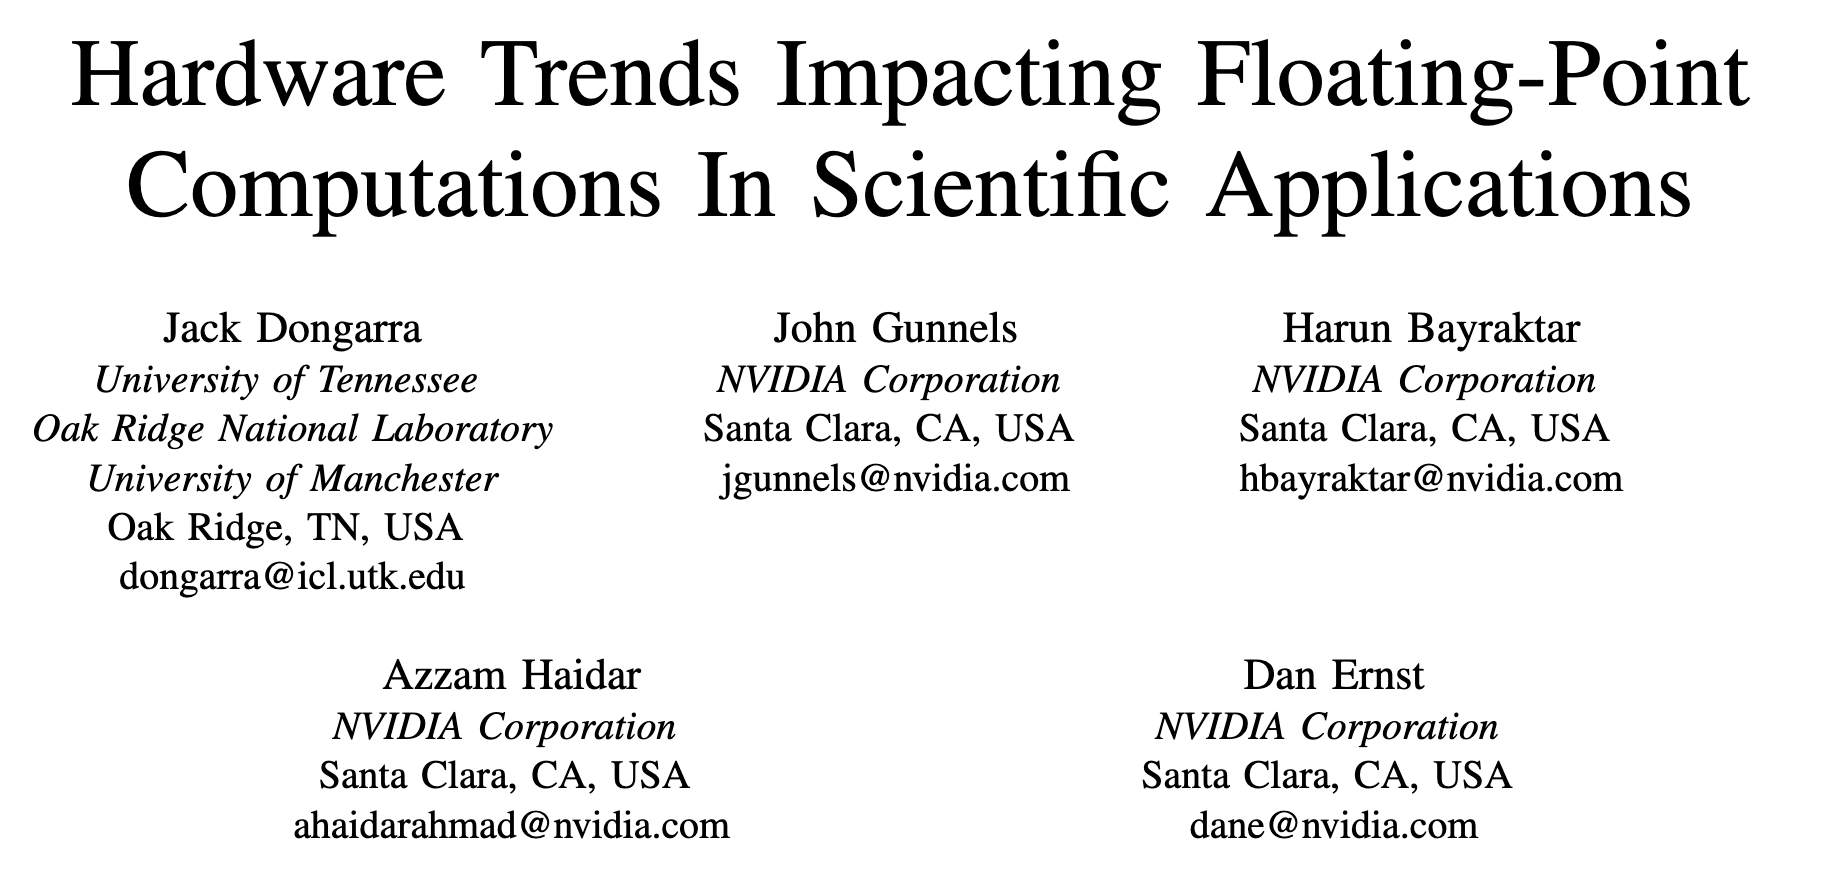 Hardware Trends Impacting Floating-Point
Computations In Scientific Applications
Jack Dongarra
University of Tennessee
Oak Ridge National Laboratory
University of Manchester
Oak Ridge, TN, USA
dongarra@icl.utk.edu
John Gunnels
NVIDIA Corporation
Santa Clara, CA, USA
jgunnels@nvidia.com
Harun Bayraktar
NVIDIA Corporation
Santa Clara, CA, USA
hbayraktar@nvidia.com
Azzam Haidar
NVIDIA Corporation
Santa Clara, CA, USA
ahaidarahmad@nvidia.com
Dan Ernst
NVIDIA Corporation
Santa Clara, CA, USA
dane@nvidia.com